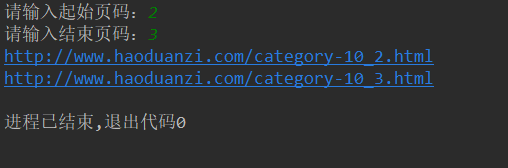 请输入起始页码：2
请输入结束页码：3
http://www.haoduanzi.com/category-10_2.html
http://www.haoduanzi.com/category-10_3.html
进程已结束,退出代码0